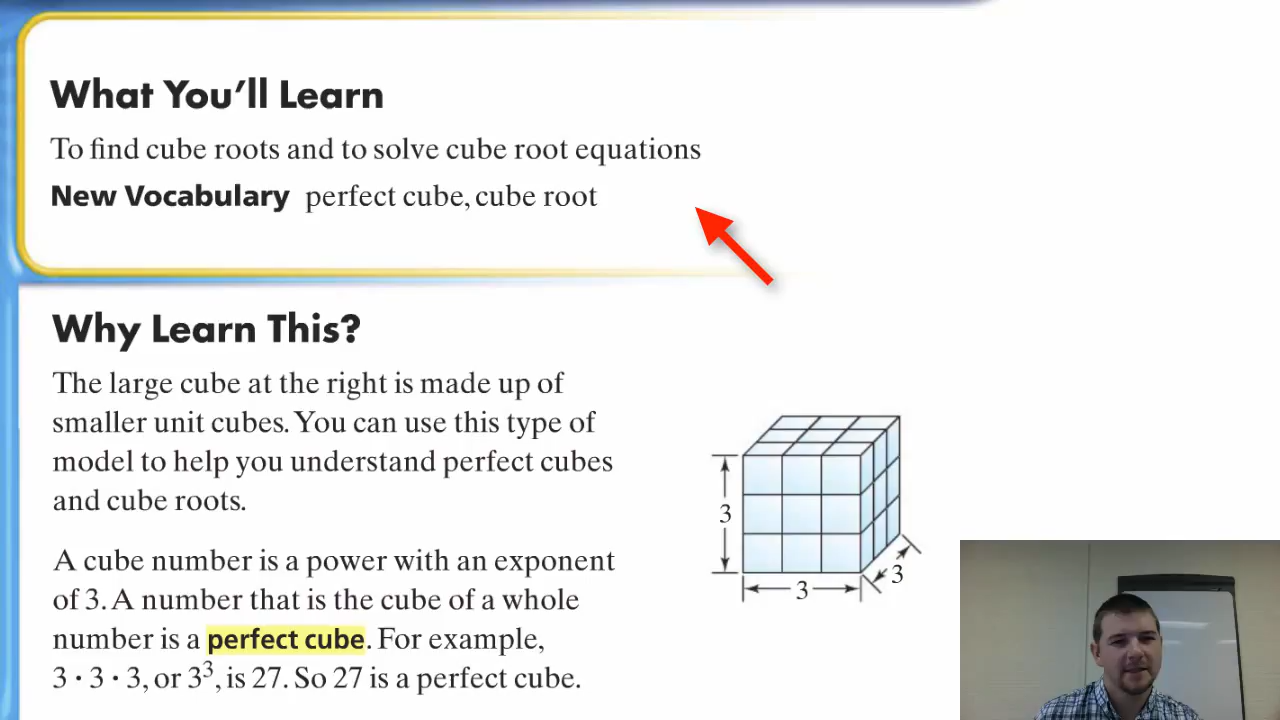 What You’ll Learn
To find cube roots and to solve cube root equations
New Vocabulary perfect cube, cube root
Why Learn This?
The large cube at the right is made up of
smaller unit cubes. You can use this type of
model to help you understand perfect cubes
and cube roots.
A cube number is a power with an exponent
of 3. A number that is the cube of a whole
number is a perfect cube. For example,
3 · 3 · 3, or 3³, is 27. So 27 is a perfect cube.
3
3
3